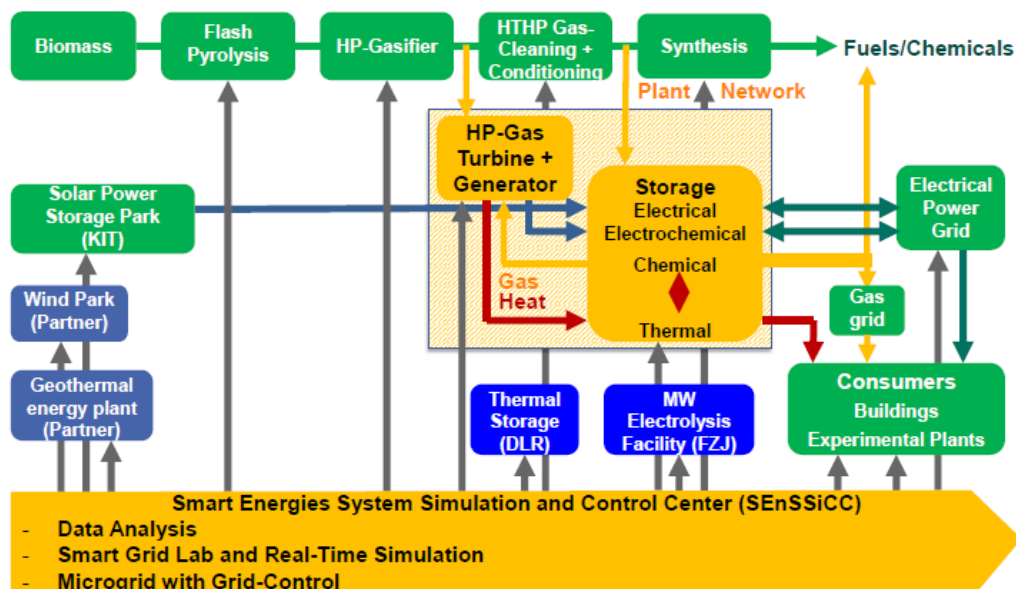 Biomass
Flash
Pyrolysis
HP-Gasifier
HTHP Gas-
Cleaning +
Conditioning
Synthesis
Fuels/Chemicals
Plant Network
HP-Gas
Turbine +
Generator
Solar Power
Storage Park
(KIT)
Storage
Electrical
Electrochemical
Chemical
Thermal
Electrical
Power
Grid
Gas
Heat
Wind Park
(Partner)
Gas
grid
Geothermal
energy plant
(Partner)
Thermal
Storage
(DLR)
MW
Electrolysis
Facility (FZJ)
Consumers
Buildings
Experimental Plants
Smart Energies System Simulation and Control Center (SEnSSiCC)
- Data Analysis
- Smart Grid Lab and Real-Time Simulation
- Microgrid with Grid-Control